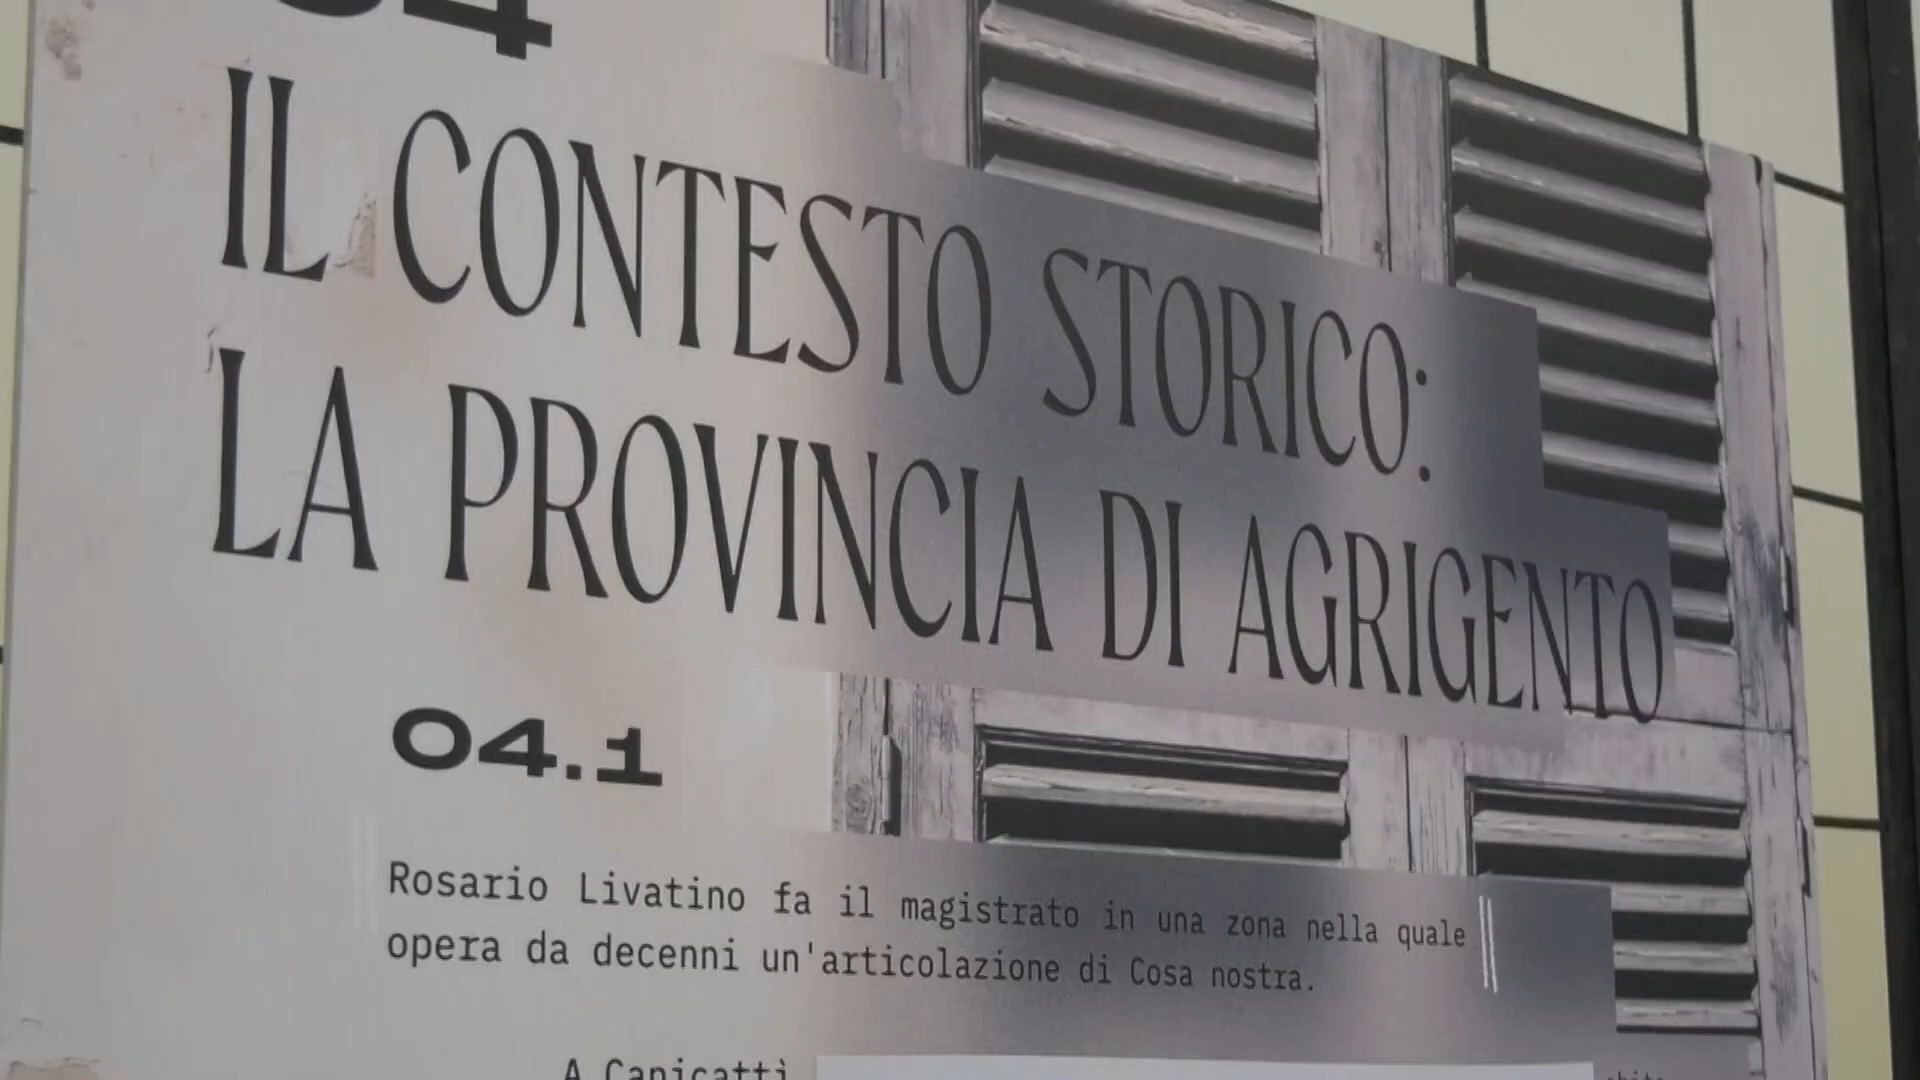 04
IL CONTESTO STORICO:
LA PROVINCIA DI AGRIGENTO
04.1
Rosario Livatino fa il magistrato in una zona nella quale
opera da decenni un'articolazione di Cosa nostra.
A Canicattì